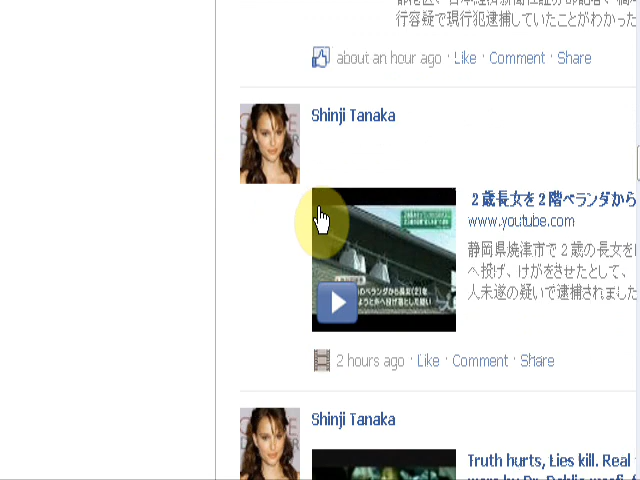 行容疑で現行犯逮捕していたことがわかった
about an hour ago · Like · Comment · Share
Shinji Tanaka
2歳長女を2階ベランダから
www.youtube.com
静岡県焼津市で2歳の長女を
へ投げ、けがをさせたとして、
人未遂の疑いで逮捕されました
2 hours ago · Like · Comment · Share
Shinji Tanaka
Truth hurts, Lies kill. Real